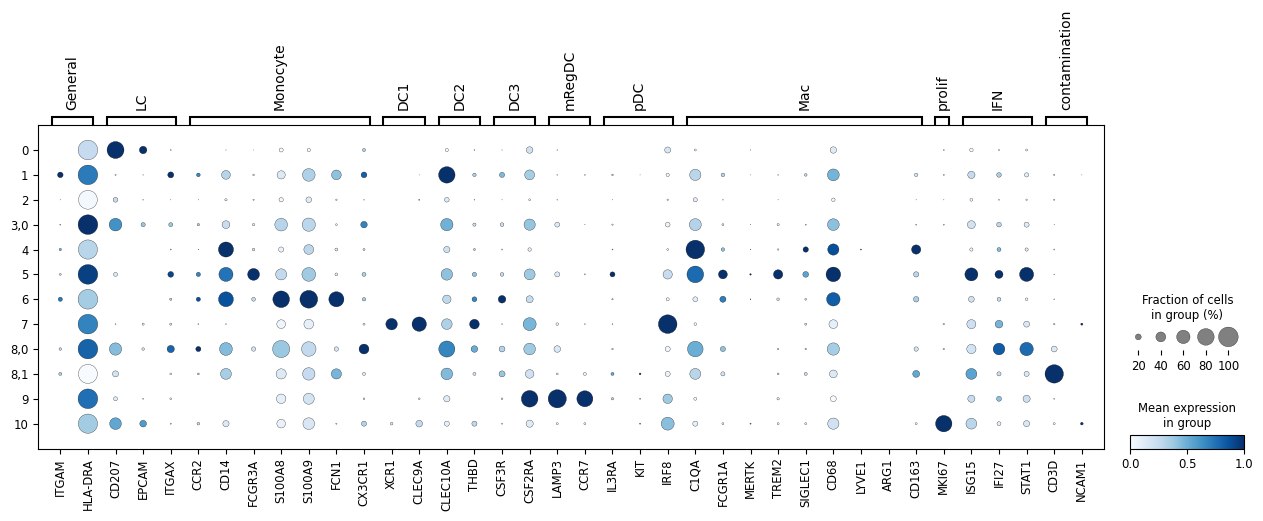 General
LC
Monocyte
DC1
DC2
DC3
mRegDC
pDC
Mac
prolif
IFN
contamination
0
1
2
3,0
4
5
6
7
8,0
8,1
9
10
ITGAM
HLA-DRA
CD207
EPCAM
ITGAX
CCR2
CD14
FCGR3A
S100A8
S100A9
FCN1
CX3CR1
XCR1
CLEC9A
CLEC10A
THBD
CSF3R
CSF2RA
LAMP3
CCR7
IL3RA
KIT
IRF8
C1QA
FCGR1A
MERTK
TREM2
SIGLEC1
CD68
LYVE1
ARG1
CD163
MKI67
ISG15
IFI27
STAT1
CD3D
NCAM1
Fraction of cells
in group (%)
20 40 60 80 100
Mean expression
in group
0.0 0.5 1.0